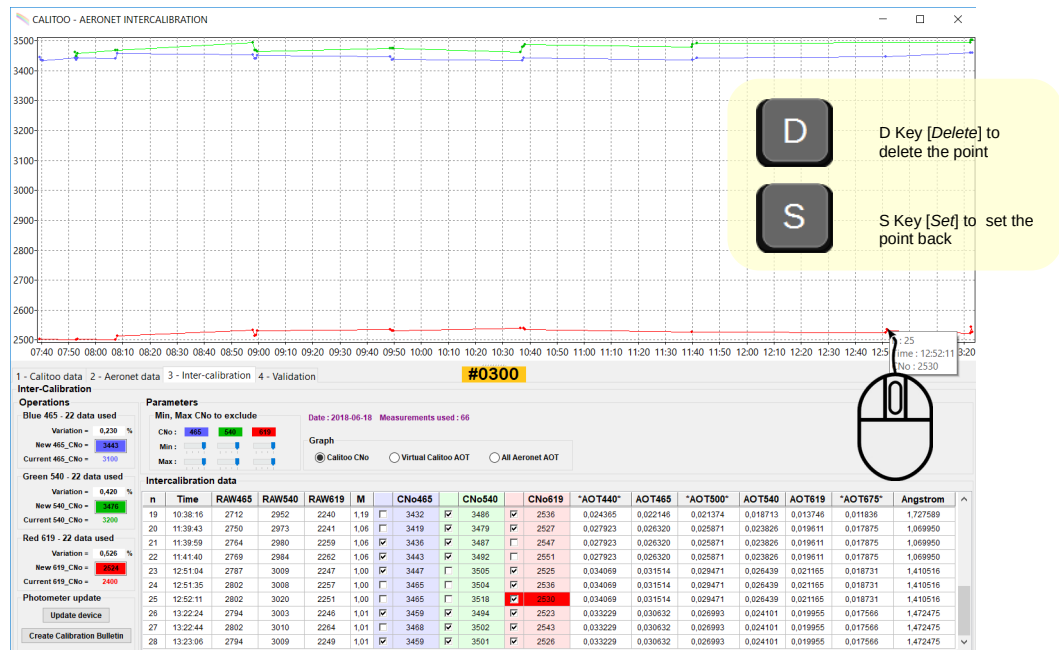 CALITOO - AERONET INTERCALIBRATION
3500
3400
3300
3200
3100
3000
2900
2800
2700
2600
2500
D
D Key [Delete] to
delete the point
S
S Key [Set] to set the
point back
07:40 07:50 08:00 08:10 08:20 08:30 08:40 08:50 09:00 09:10 09:20 09:30 09:40 09:50 10:00 10:10 10:20 10:30 10:40 10:50 11:00 11:10 11:20 11:30 11:40 11:50 12:00 12:10 12:20 12:30 12:40 12:5 3:20
: 25
ime : 12:52:11
CNo : 2530
1 - Calitoo data 2 - Aeronet data 3 - Inter-calibration 4 - Validation
#0300
Inter-Calibration
Operations
Blue 465 - 22 data used
Variation = 0,230 %
New 465_CNo = 3443
Current 465_CNo = 3100
Green 540 - 22 data used
Variation = 0,420 %
New 540_CNo = 3476
Current 540_CNo = 3200
Red 619 - 22 data used
Variation = 0,526 %
New 619_CNo = 2524
Current 619_CNo = 2400
Photometer update
Update device
Create Calibration Bulletin
Parameters
Min, Max CNo to exclude
CNo : 465 540 619
Min :
Max :
Date : 2018-06-18 Measurements used : 66
Graph
Calitoo CNo Virtual Calitoo AOT All Aeronet AOT
Intercalibration data
n Time RAW465 RAW540 RAW619 M CNo465 CNo540 CNo619 "AOT440" AOT465 "AOT500" AOT540 AOT619 "AOT675" Angstrom
19 10:38:16 2712 2952 2240 1,19 3432 3486 2536 0,024365 0,022146 0,021374 0,018713 0,013746 0,011836 1,727589
20 11:39:43 2750 2973 2241 1,06 3419 3479 2527 0,027923 0,026320 0,025871 0,023826 0,019611 0,017875 1,069950
21 11:39:59 2764 2980 2259 1,06 3436 3487 2547 0,027923 0,026320 0,025871 0,023826 0,019611 0,017875 1,069950
22 11:41:40 2769 2984 2262 1,06 3443 3492 2551 0,027923 0,026320 0,025871 0,023826 0,019611 0,017875 1,069950
23 12:51:04 2787 3009 2247 1,00 3447 3505 2525 0,034069 0,031514 0,029471 0,026439 0,021165 0,018731 1,410516
24 12:51:35 2802 3008 2257 1,00 3465 3504 2536 0,034069 0,031514 0,029471 0,026439 0,021165 0,018731 1,410516
25 12:52:11 2802 3020 2251 1,00 3465 3518 2530 0,034069 0,031514 0,029471 0,026439 0,021165 0,018731 1,410516
26 13:22:24 2794 3003 2246 1,01 3459 3494 2523 0,033229 0,030632 0,026993 0,024101 0,019955 0,017566 1,472475
27 13:22:44 2802 3010 2264 1,01 3468 3502 2543 0,033229 0,030632 0,026993 0,024101 0,019955 0,017566 1,472475
28 13:23:06 2794 3009 2249 1,01 3459 3501 2526 0,033229 0,030632 0,026993 0,024101 0,019955 0,017566 1,472475